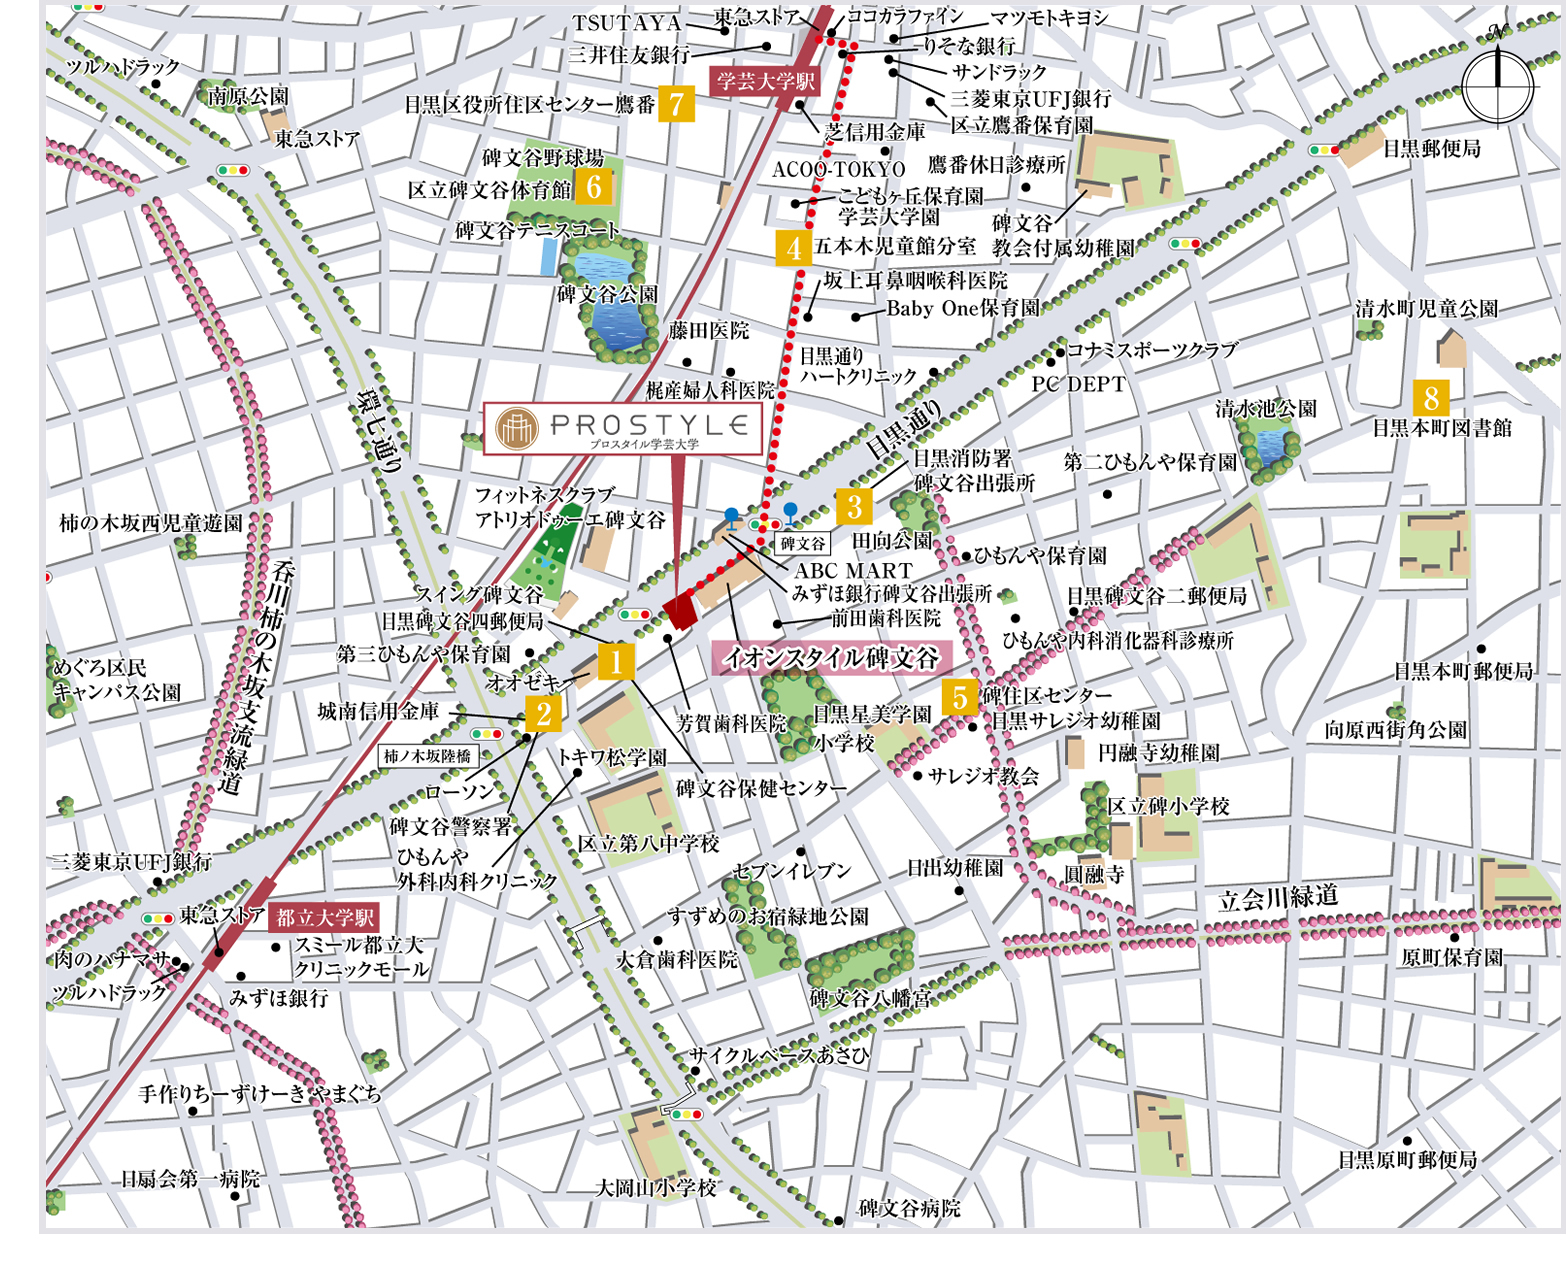 TSUTAYA
東急ストア
ココカラファイン
マツモトキヨシ
三井住友銀行
りそな銀行
N
ツルハドラック
学芸大学駅
サンドラック
南原公園
目黒区役所住区センター鷹番
7
三菱東京UFJ銀行
区立鷹番保育園
東急ストア
芝信用金庫
目黒郵便局
碑文谷野球場
ACOO-TOKYO
鷹番休日診療所
区立碑文谷体育館
6
こどもヶ丘保育園
学芸大学園
碑文谷テニスコート
碑文谷
教会付属幼稚園
4
五本木児童館分室
坂上耳鼻咽喉科医院
碑文谷公園
Baby One保育園
清水町児童公園
藤田医院
目黒通り
ハートクリニック
コナミスポーツクラブ
PC DEPT
梶産婦人科医院
8
環七通り
PROSTYLE
プロスタイル学芸大学
目黒通り
清水池公園
目黒本町図書館
目黒消防署
碑文谷出張所
第二ひもんや保育園
フィットネスクラブ
アトリオドゥーエ碑文谷
3
柿の木坂西児童遊園
碑文谷
田向公園
ひもんや保育園
ABC MART
スイング碑文谷
みずほ銀行碑文谷出張所
目黒碑文谷二郵便局
目黒碑文谷四郵便局
前田歯科医院
ひもんや内科消化器科診療所
呑川柿の木坂支流緑道
第三ひもんや保育園
1
イオンスタイル碑文谷
めぐろ区民
キャンパス公園
目黒本町郵便局
オオゼキ
5
碑住区センター
城南信用金庫
2
芳賀歯科医院
目黒星美学園
小学校
目黒サレジオ幼稚園
向原西街角公園
柿ノ木坂陸橋
トキワ松学園
円融寺幼稚園
ローソン
碑文谷保健センター
サレジオ教会
区立碑小学校
碑文谷警察署
区立第八中学校
三菱東京UFJ銀行
ひもんや
外科内科クリニック
セブンイレブン
日出幼稚園
圓融寺
立会川緑道
東急ストア
都立大学駅
すずめのお宿緑地公園
スミール都立大
クリニックモール
肉のハナマサ
大倉歯科医院
原町保育園
ツルハドラック
みずほ銀行
碑文谷八幡宮
サイクルベースあさひ
手作りちーずけーき やまぐち
目黒原町郵便局
日扇会第一病院
大岡山小学校
碑文谷病院